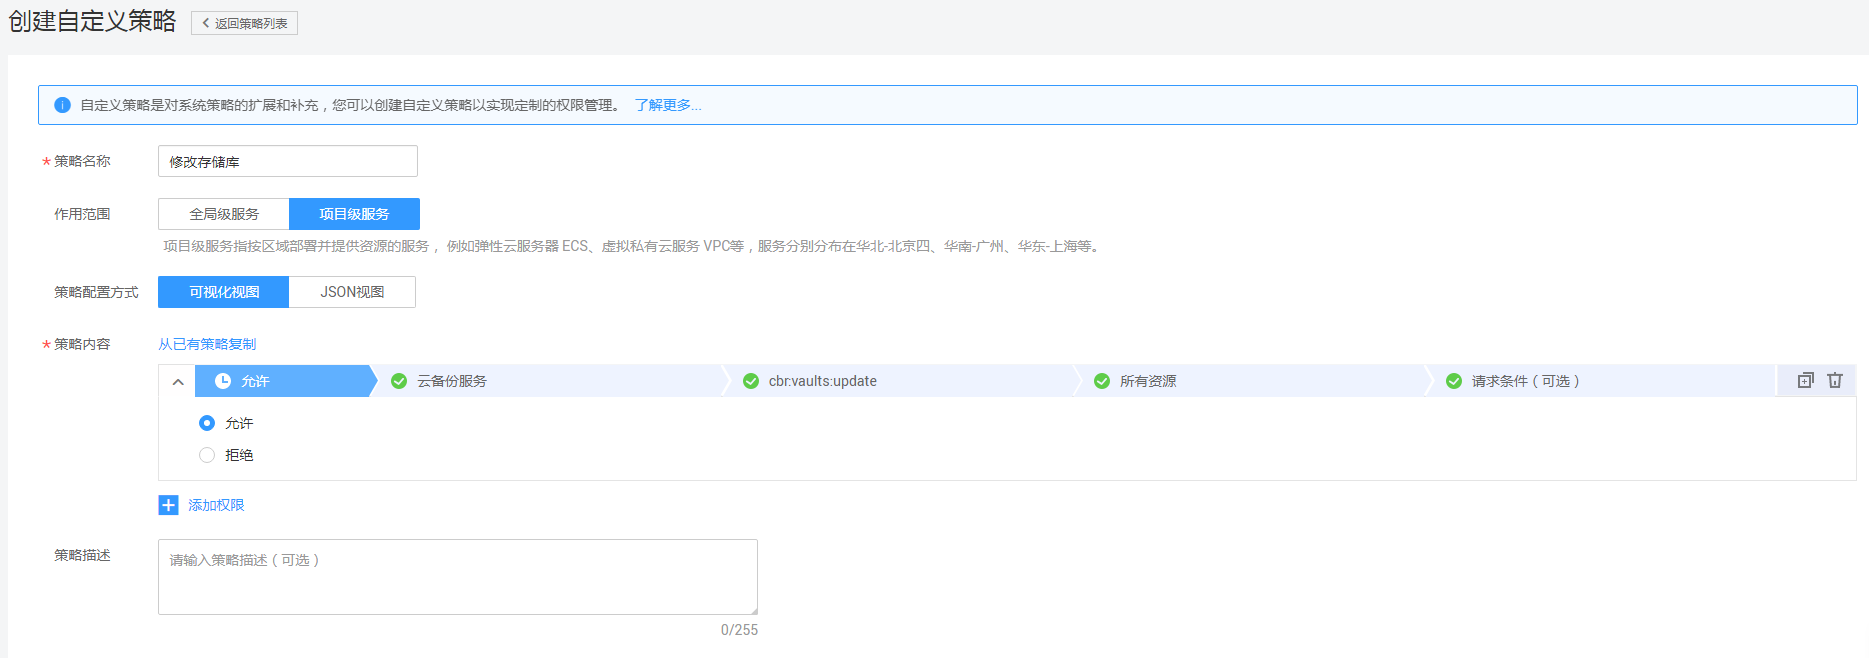 创建自定义策略 返回策略列表
自定义策略是对系统策略的扩展和补充，您可以创建自定义策略以实现定制的权限管理。 了解更多...
* 策略名称 修改存储库
作用范围 全局级服务 项目级服务
项目级服务指按区域部署并提供资源的服务， 例如弹性云服务器 ECS、虚拟私有云服务 VPC等，服务分别分布在华北-北京四、华南-广州、华东-上海等。
策略配置方式 可视化视图 JSON视图
* 策略内容 从已有策略复制
允许 云备份服务 cbr:vaults:update 所有资源 请求条件（可选）
允许
拒绝
添加权限
策略描述 请输入策略描述（可选）
0/255